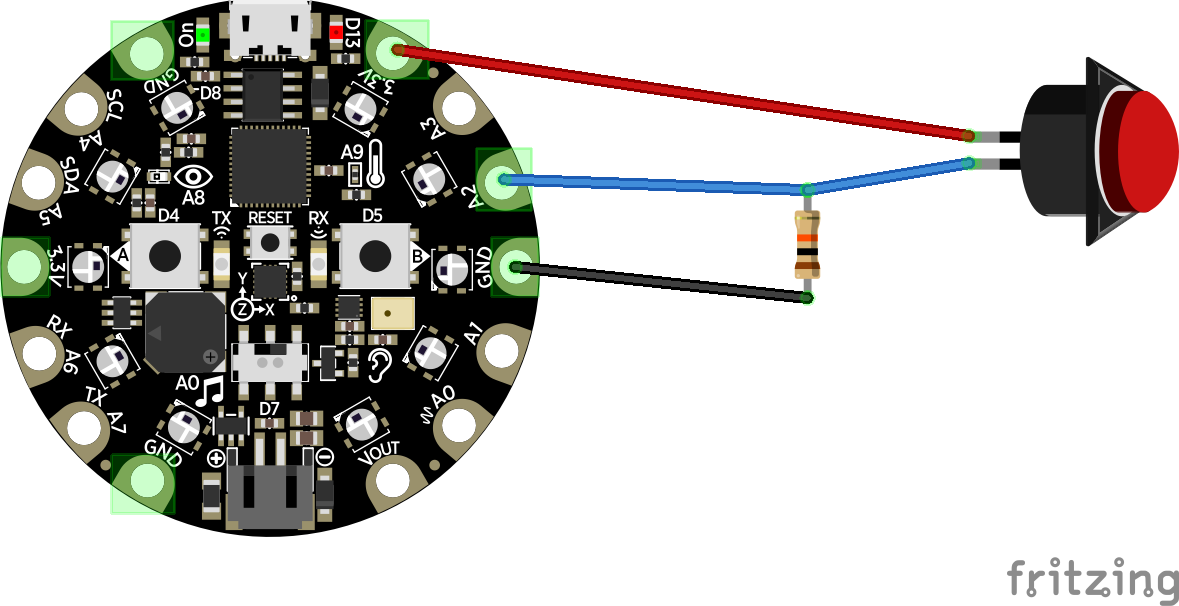 On
D13
GND
3.3V
D8
SCL
A4
A3
A9
SDA
A5
A8
A2
D4
TX
RESET
RX
D5
A
B
3.3V
GND
Y
Z
X
RX
A6
A1
A0
TX
A7
D7
A0
GND
VOUT
fritzing